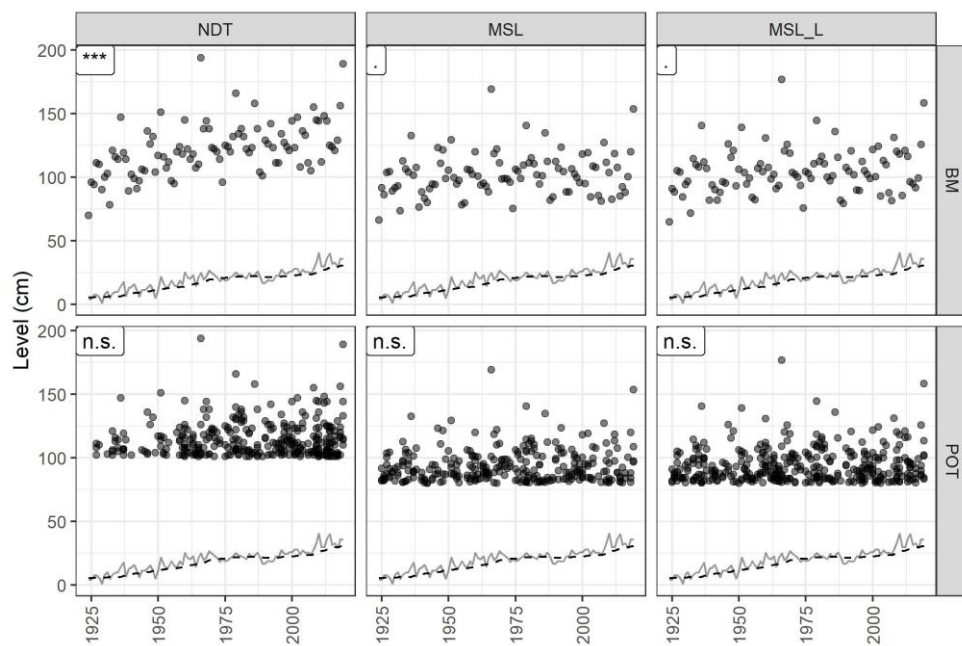 NDT MSL MSL_L
200 *** . .
150
100
50
0
BM
Level (cm)
200 n.s. n.s. n.s.
150
100
50
0
POT
1925 1950 1975 2000 1925 1950 1975 2000 1925 1950 1975 2000